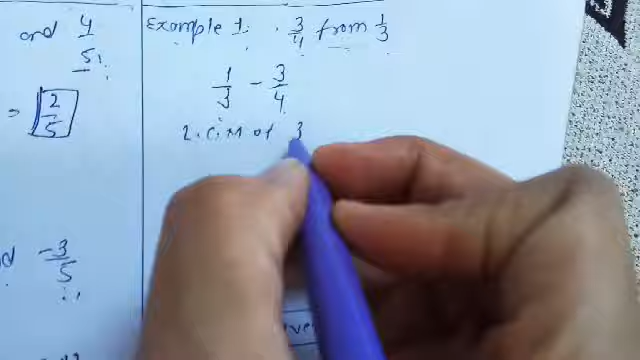 and 4/5
= 2/5
-3/5
Example 1. 3/4 from 1/3
1/3 - 3/4
L.C.M of 3